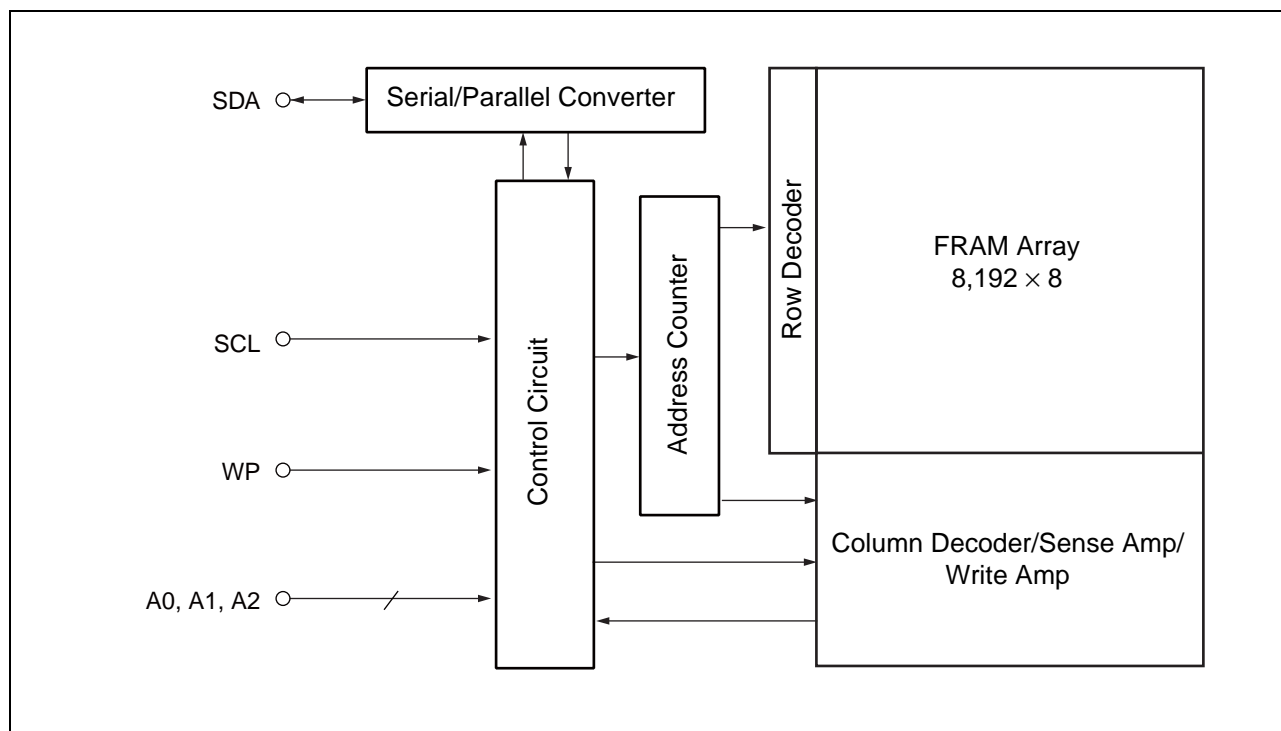 SDA
Serial/Parallel Converter
SCL
WP
A0, A1, A2
Control Circuit
Address Counter
Row Decoder
FRAM Array
8,192 × 8
Column Decoder/Sense Amp/
Write Amp